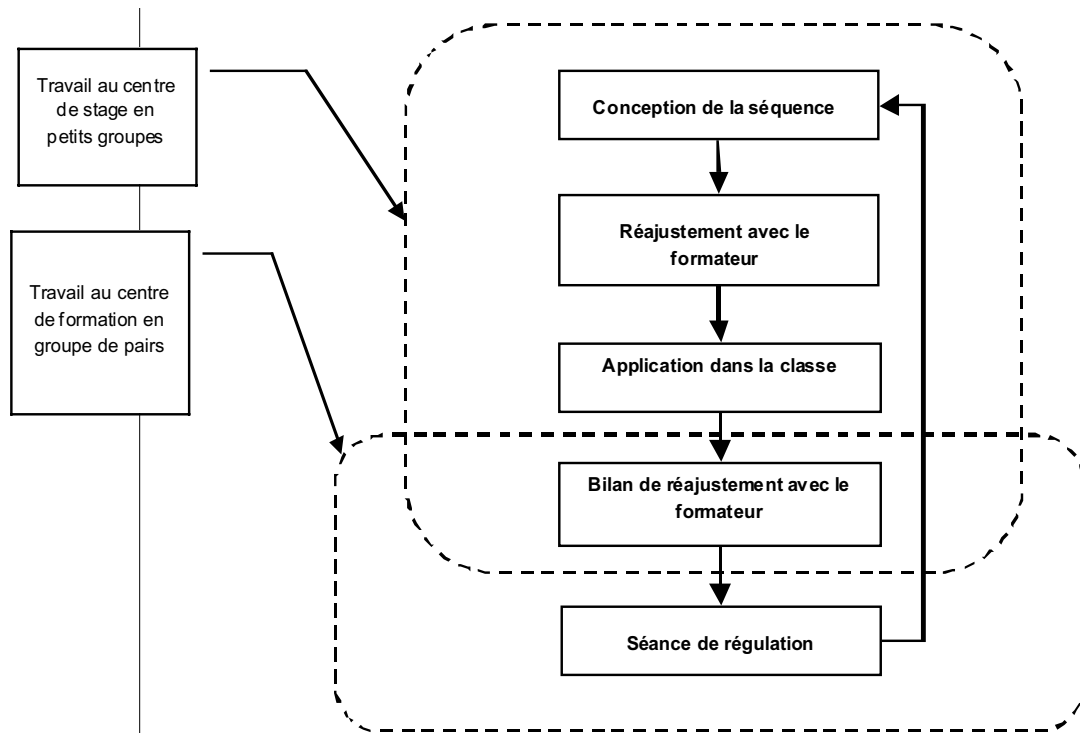 Travail au centre
de stage en
petits groupes
Travail au centre
de formation en
groupe de pairs
Conception de la séquence
Réajustement avec le
formateur
Application dans la classe
Bilan de réajustement avec le
formateur
Séance de régulation